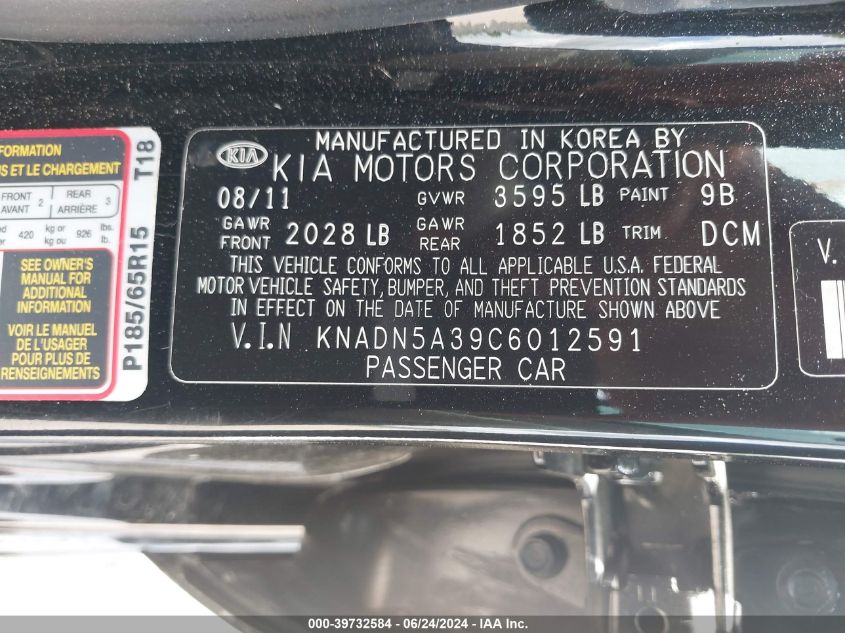 FORMATION
US ET LE CHARGEMENT
FRONT AVANT 2 REAR ARRIÈRE 3
420 kg or kg ou 926 lbs. lb.
SEE OWNER'S
MANUAL FOR
ADDITIONAL
INFORMATION
VOIR LE MANUEL
DE L'USAGER
POUR PLUS DE
RENSEIGNEMENTS
P185/65R15 T18
KIA
MANUFACTURED IN KOREA BY
KIA MOTORS CORPORATION
08/11 GVWR 3595 LB PAINT 9B
GAWR FRONT 2028 LB GAWR REAR 1852 LB TRIM DCM
THIS VEHICLE CONFORMS TO ALL APPLICABLE U.S.A. FEDERAL
MOTOR VEHICLE SAFETY, BUMPER, AND THEFT PREVENTION STANDARDS
IN EFFECT ON THE DATE OF MANUFACTURE SHOWN ABOVE
V.I.N KNADN5A39C6012591
PASSENGER CAR
V.
000-39732584 - 06/24/2024 - IAA Inc.